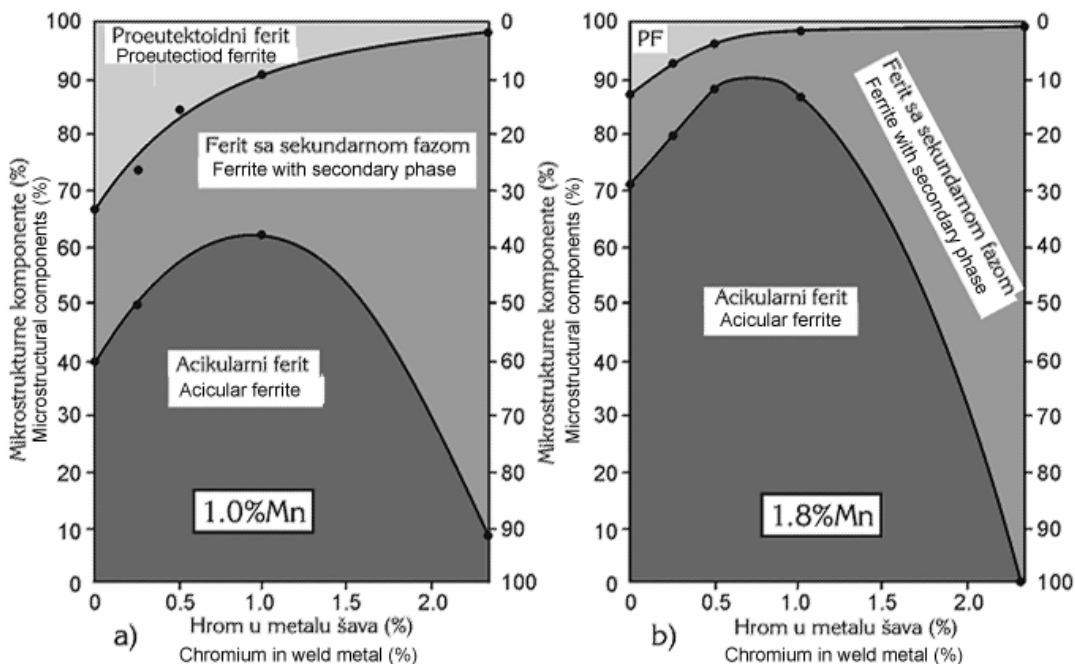 Mikrostrukturne komponente (%)
Microstructural components (%)
100
90
80
70
60
50
40
30
20
10
0
Proeutektoidni ferit
Proeutectiod ferrite
Ferit sa sekundarnom fazom
Ferrite with secondary phase
Acikularni ferit
Acicular ferrite
1.0%Mn
0
10
20
30
40
50
60
70
80
90
100
0
0.5
1.0
1.5
2.0
a)
Hrom u metalu šava (%)
Chromium in weld metal (%)
Mikrostrukturne komponente (%)
Microstructural components (%)
100
90
80
70
60
50
40
30
20
10
0
PF
Ferit sa sekundarnom fazom
Ferrite with secondary phase
Acikularni ferit
Acicular ferrite
1.8%Mn
0
10
20
30
40
50
60
70
80
90
100
0
0.5
1.0
1.5
2.0
b)
Hrom u metalu šava (%)
Chromium in weld metal (%)